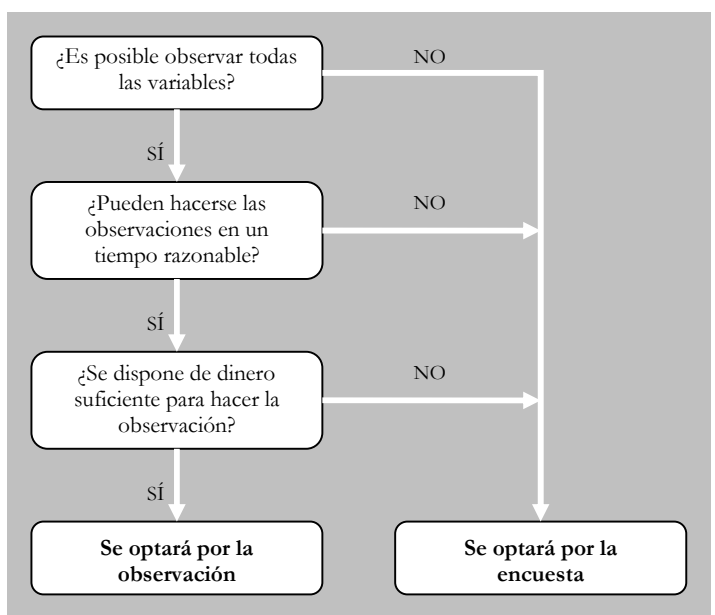 ¿Es posible observar todas
las variables?
NO
SÍ
¿Pueden hacerse las
observaciones en un
tiempo razonable?
NO
SÍ
¿Se dispone de dinero
suficiente para hacer la
observación?
NO
SÍ
Se optará por la
observación
Se optará por la
encuesta